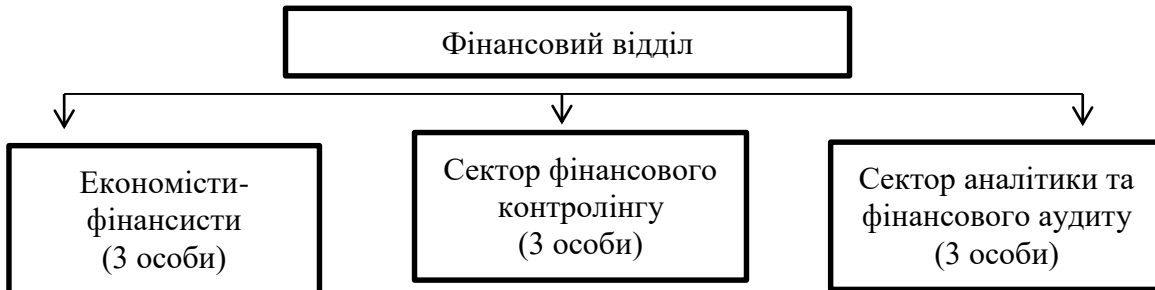 Фінансовий відділ
Економісти-
фінансисти
(3 особи)
Сектор фінансового
контролінгу
(3 особи)
Сектор аналітики та
фінансового аудиту
(3 особи)